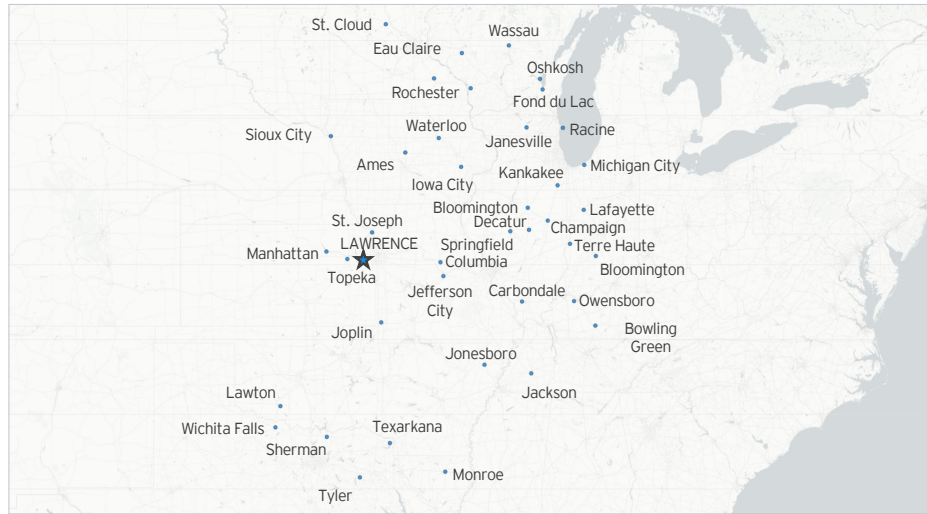 St. Cloud
Wassau
Eau Claire
Oshkosh
Rochester
Fond du Lac
Waterloo
Sioux City
Janesville
Racine
Ames
Michigan City
Kankakee
Iowa City
Bloomington
Lafayette
St. Joseph
Decatur
Champaign
LAWRENCE
Springfield
Terre Haute
Manhattan
Columbia
Bloomington
Topeka
Jefferson
City
Carbondale
Owensboro
Joplin
Bowling
Green
Jonesboro
Lawton
Jackson
Wichita Falls
Texarkana
Sherman
Monroe
Tyler